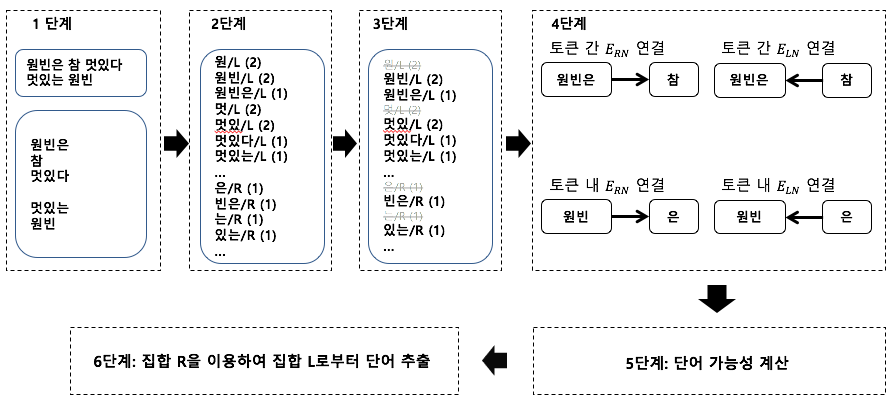 1 단계
원빈은 참 멋있다
멋있는 원빈
원빈은
참
멋있다
멋있는
원빈
2단계
원/L (2)
원빈/L (2)
원빈은/L (1)
멋/L (2)
멋있/L (2)
멋있다/L (1)
멋있는/L (1)
...
은/R (1)
빈은/R (1)
는/R (1)
있는/R (1)
...
3단계
원/L (2)
원빈/L (2)
원빈은/L (1)
멋/L (2)
멋있/L (2)
멋있다/L (1)
멋있는/L (1)
...
은/R (1)
빈은/R (1)
는/R (1)
있는/R (1)
...
4단계
토큰 간 E_RN 연결
원빈은 참
토큰 간 E_LN 연결
원빈은 참
토큰 내 E_RN 연결
원빈 은
토큰 내 E_LN 연결
원빈 은
5단계: 단어 가능성 계산
6단계: 집합 R을 이용하여 집합 L로부터 단어 추출